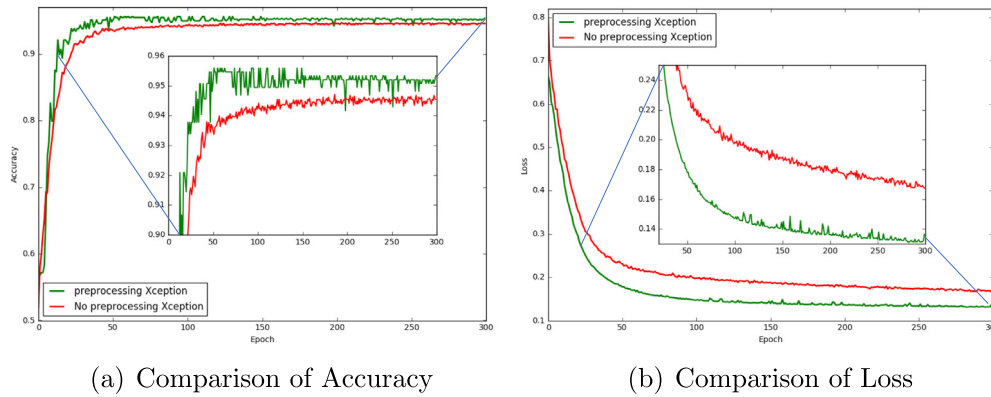 0.96
0.95
0.94
0.93
0.92
0.91
0.90
0 50 100 150 200 250 300
0.9
0.8
0.7
0.6
0.5
Accuracy
preprocessing Xception
No preprocessing Xception
0 50 100 150 200 250 300
Epoch
(a) Comparison of Accuracy
0.8
0.7
0.6
0.5
0.4
0.3
0.2
0.1
Loss
preprocessing Xception
No preprocessing Xception
0.24
0.22
0.20
0.18
0.16
0.14
50 100 150 200 250 300
0 50 100 150 200 250 300
Epoch
(b) Comparison of Loss